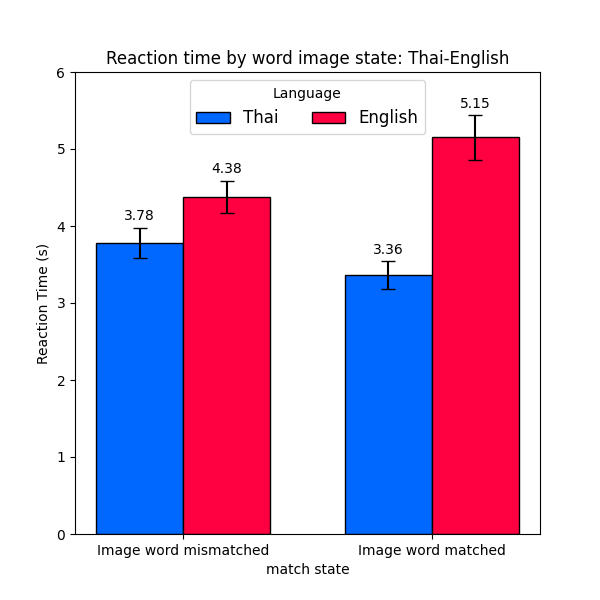 Reaction time by word image state: Thai-English
Language
Thai English
5.15
4.38
3.78
3.36
6
5
4
3
2
1
0
Reaction Time (s)
Image word mismatched Image word matched
match state